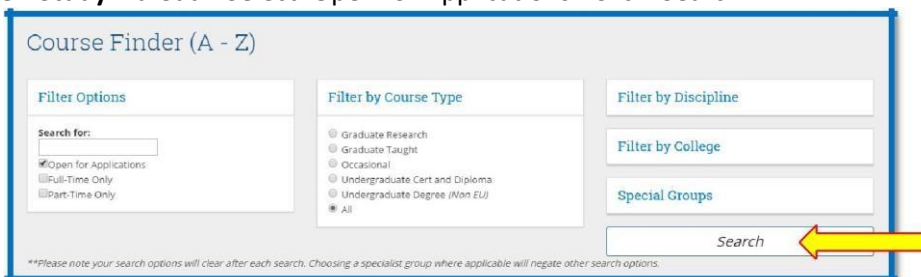 Course Finder (A - Z)
Filter Options
Search for:
Open for Applications
Full-Time Only
Part-Time Only
Filter by Course Type
Graduate Research
Graduate Taught
Occasional
Undergraduate Cert and Diploma
Undergraduate Degree (Non EU)
All
Filter by Discipline
Filter by College
Special Groups
Search
**Please note your search options will clear after each search. Choosing a specialist group where applicable will negate other search options.